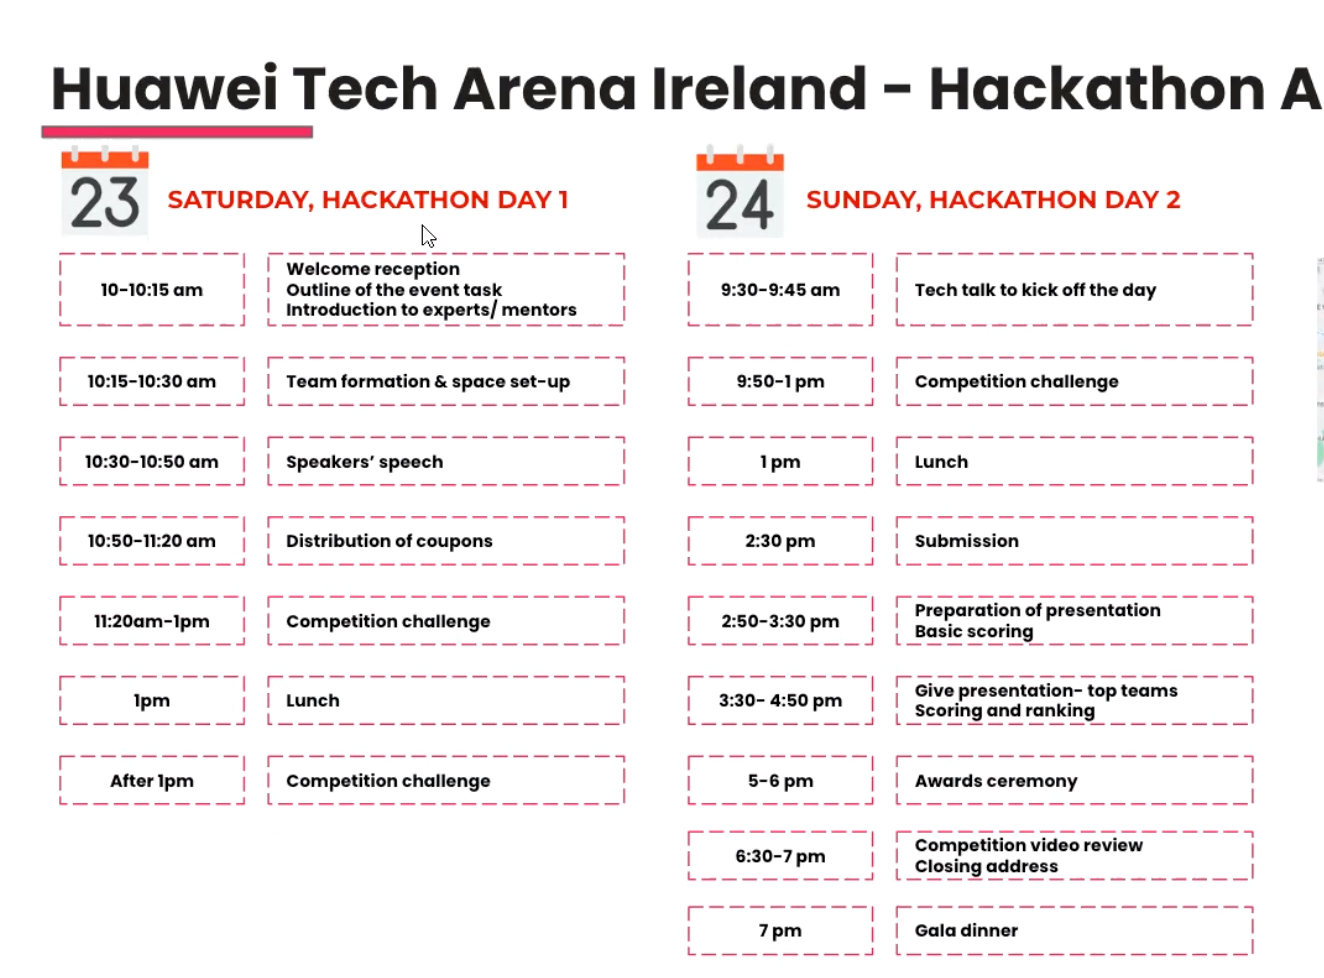 Huawei Tech Arena Ireland - Hackathon A
23
SATURDAY, HACKATHON DAY 1
10-10:15 am
Welcome reception
Outline of the event task
Introduction to experts/ mentors
10:15-10:30 am
Team formation & space set-up
10:30-10:50 am
Speakers’ speech
10:50-11:20 am
Distribution of coupons
11:20am-1pm
Competition challenge
1pm
Lunch
After 1pm
Competition challenge
24
SUNDAY, HACKATHON DAY 2
9:30-9:45 am
Tech talk to kick off the day
9:50-1 pm
Competition challenge
1 pm
Lunch
2:30 pm
Submission
2:50-3:30 pm
Preparation of presentation
Basic scoring
3:30- 4:50 pm
Give presentation- top teams
Scoring and ranking
5-6 pm
Awards ceremony
6:30-7 pm
Competition video review
Closing address
7 pm
Gala dinner